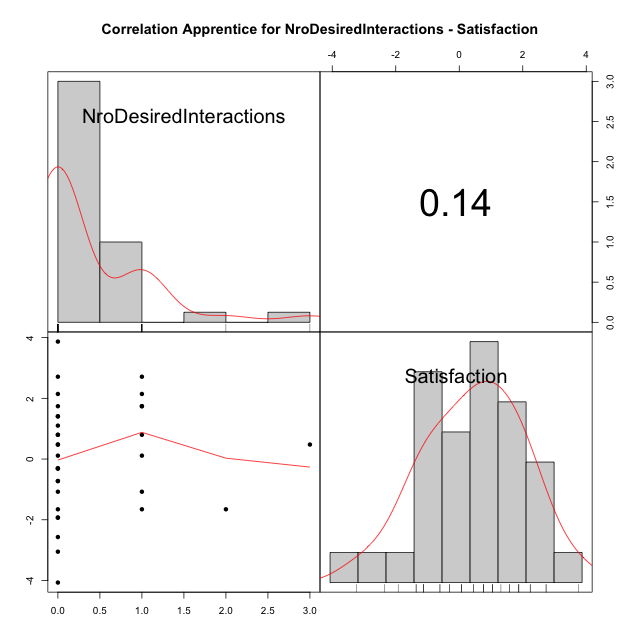 Correlation Apprentice for NroDesiredInteractions - Satisfaction
-4 -2 0 2 4
NroDesiredInteractions
0.14
3.0
2.5
2.0
1.5
1.0
0.5
0.0
4
2
0
-2
-4
Satisfaction
0.0 0.5 1.0 1.5 2.0 2.5 3.0